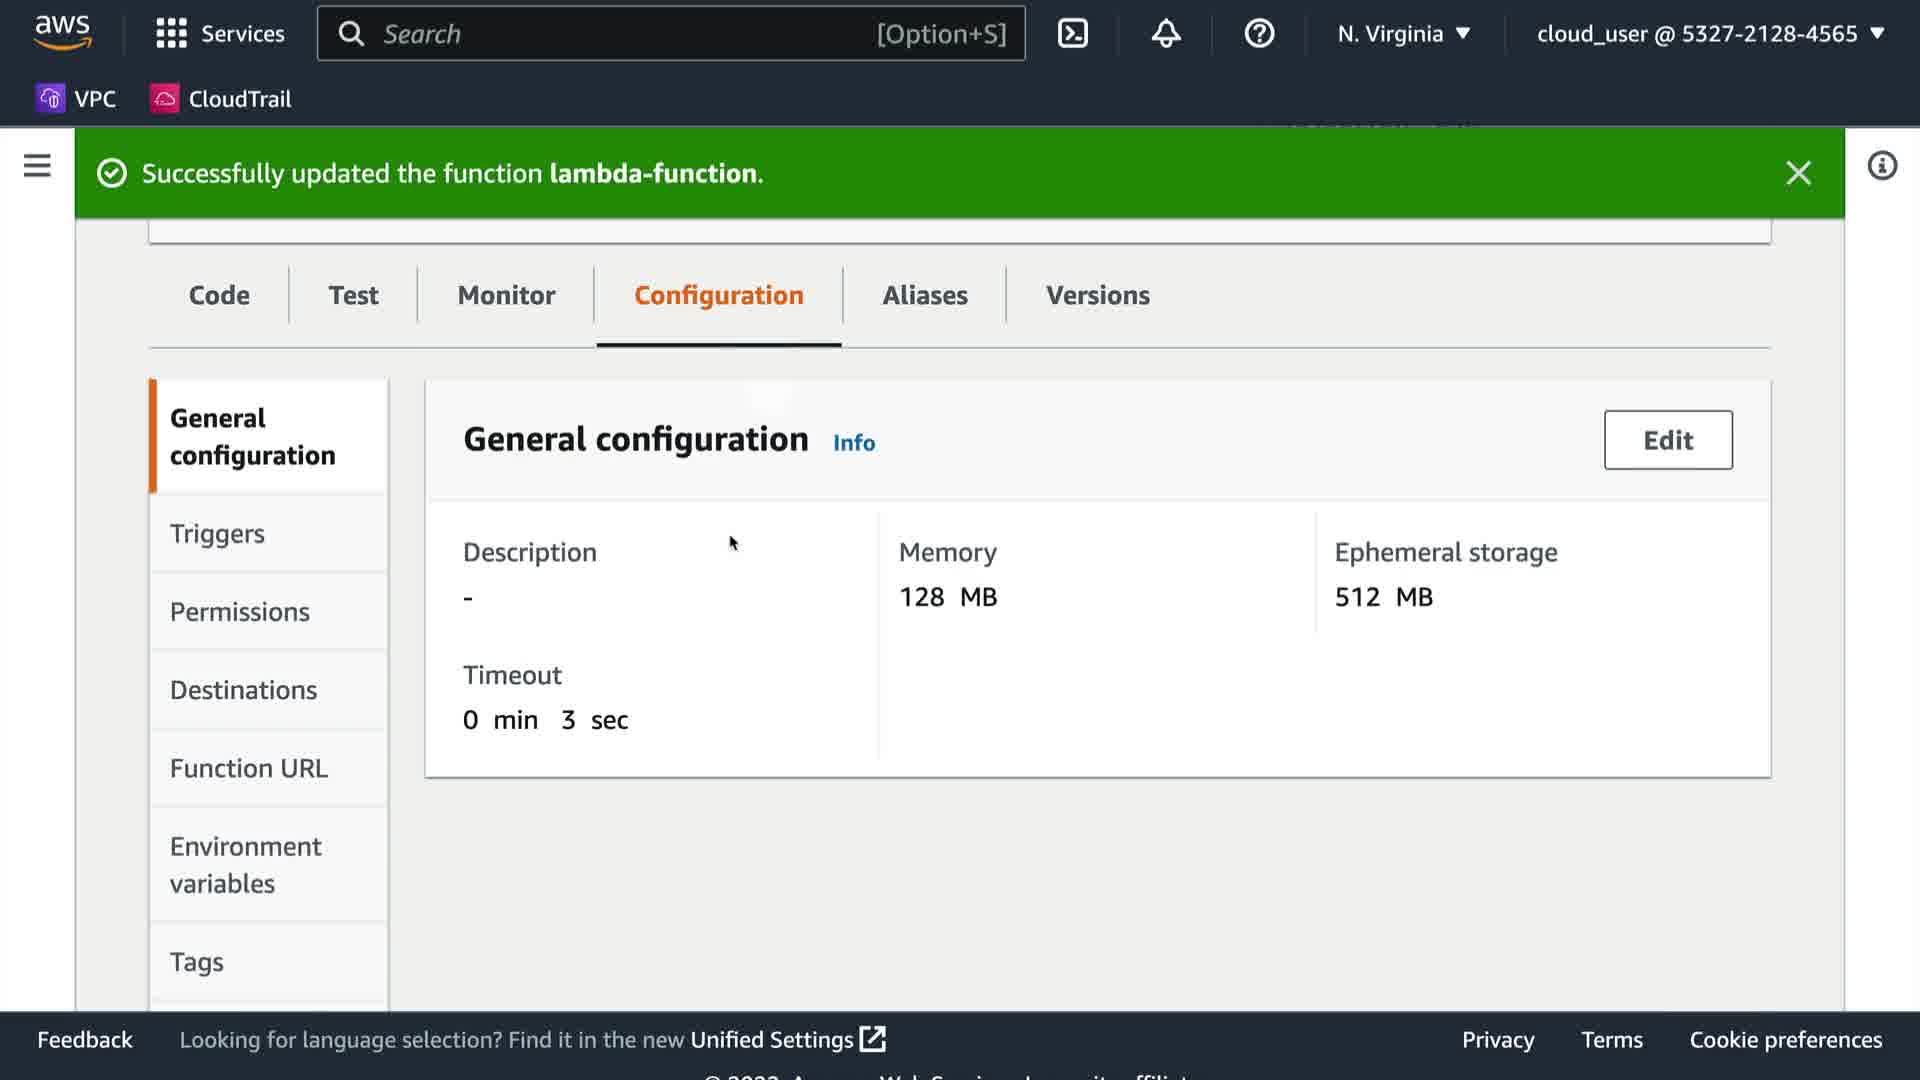 aws
Services
Search
[Option+S]
N. Virginia
cloud_user @ 5327-2128-4565
VPC
CloudTrail
Successfully updated the function lambda-function.
Code
Test
Monitor
Configuration
Aliases
Versions
General
configuration
Triggers
Permissions
Destinations
Function URL
Environment
variables
Tags
General configuration
Info
Edit
Description
-
Memory
128 MB
Ephemeral storage
512 MB
Timeout
0 min 3 sec
Feedback
Looking for language selection? Find it in the new Unified Settings
Privacy
Terms
Cookie preferences